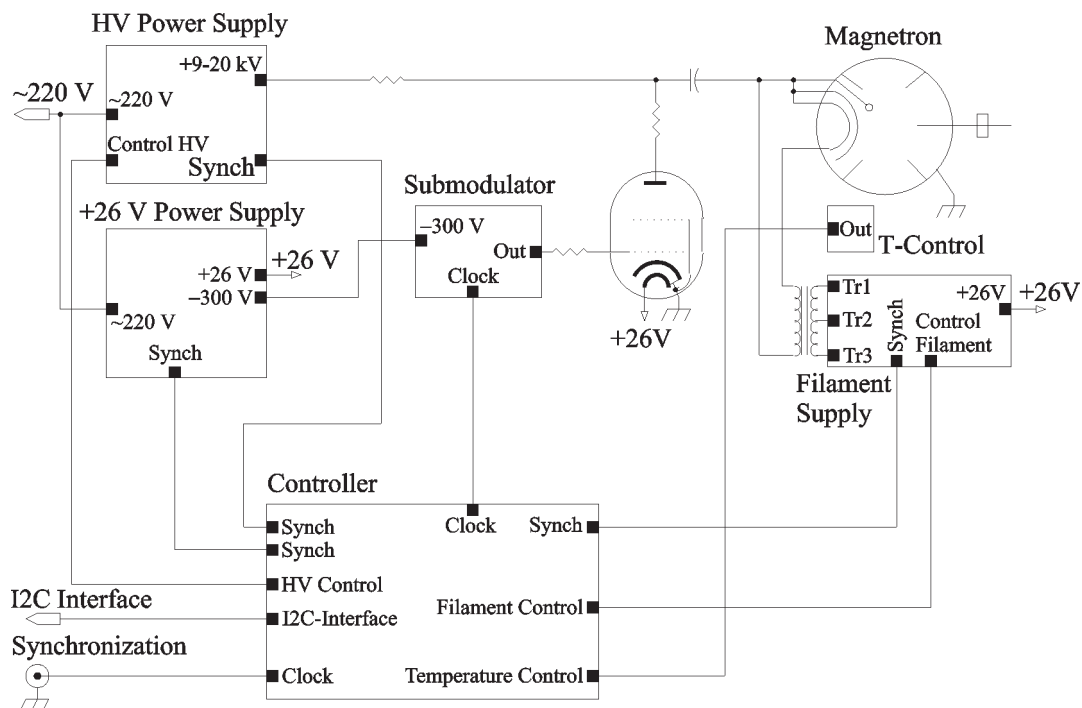 HV Power Supply
+9-20 kV
~220 V
~220 V
Control HV
Synch
Magnetron
+26 V Power Supply
+26 V
+26 V
−300 V
~220 V
Synch
Submodulator
−300 V
Out
Clock
+26V
Out
T-Control
Tr1
Tr2
Tr3
Synch
Control
Filament
+26V
+26V
Filament
Supply
Controller
Synch
Synch
HV Control
I2C-Interface
Clock
Clock
Synch
Filament Control
Temperature Control
I2C Interface
Synchronization